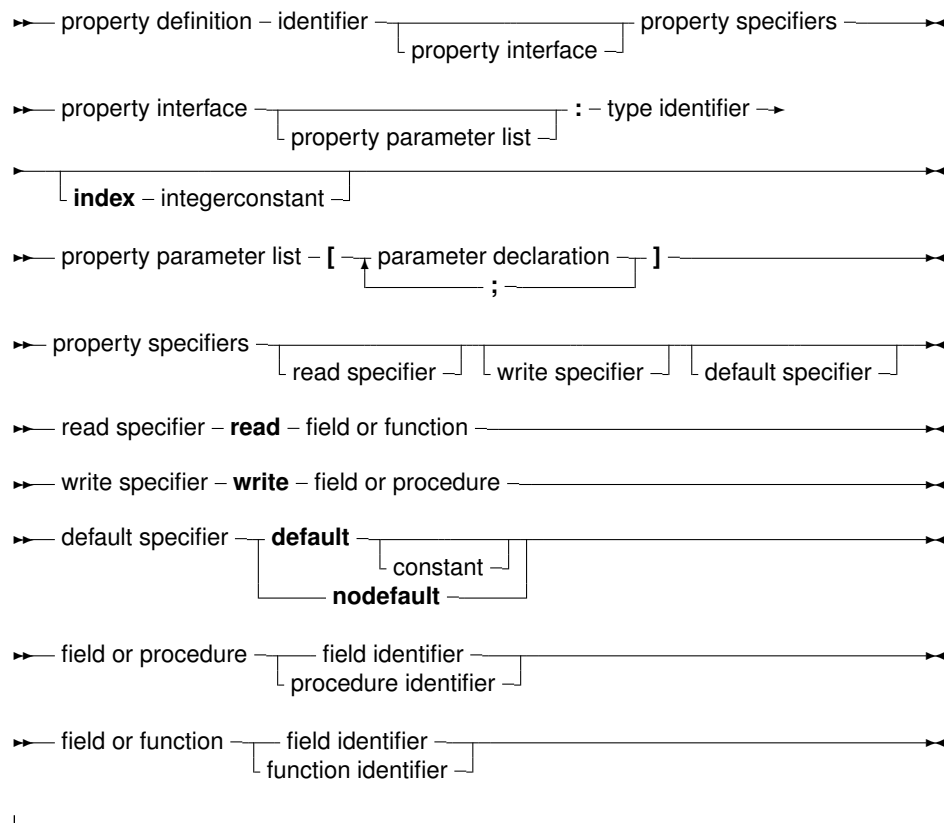 property definition – identifier property specifiers
property interface
property interface : – type identifier
property parameter list
index – integerconstant
property parameter list – [ parameter declaration ]
;
property specifiers
read specifier write specifier default specifier
read specifier – read – field or function
write specifier – write – field or procedure
default specifier default
constant
nodefault
field or procedure field identifier
procedure identifier
field or function field identifier
function identifier